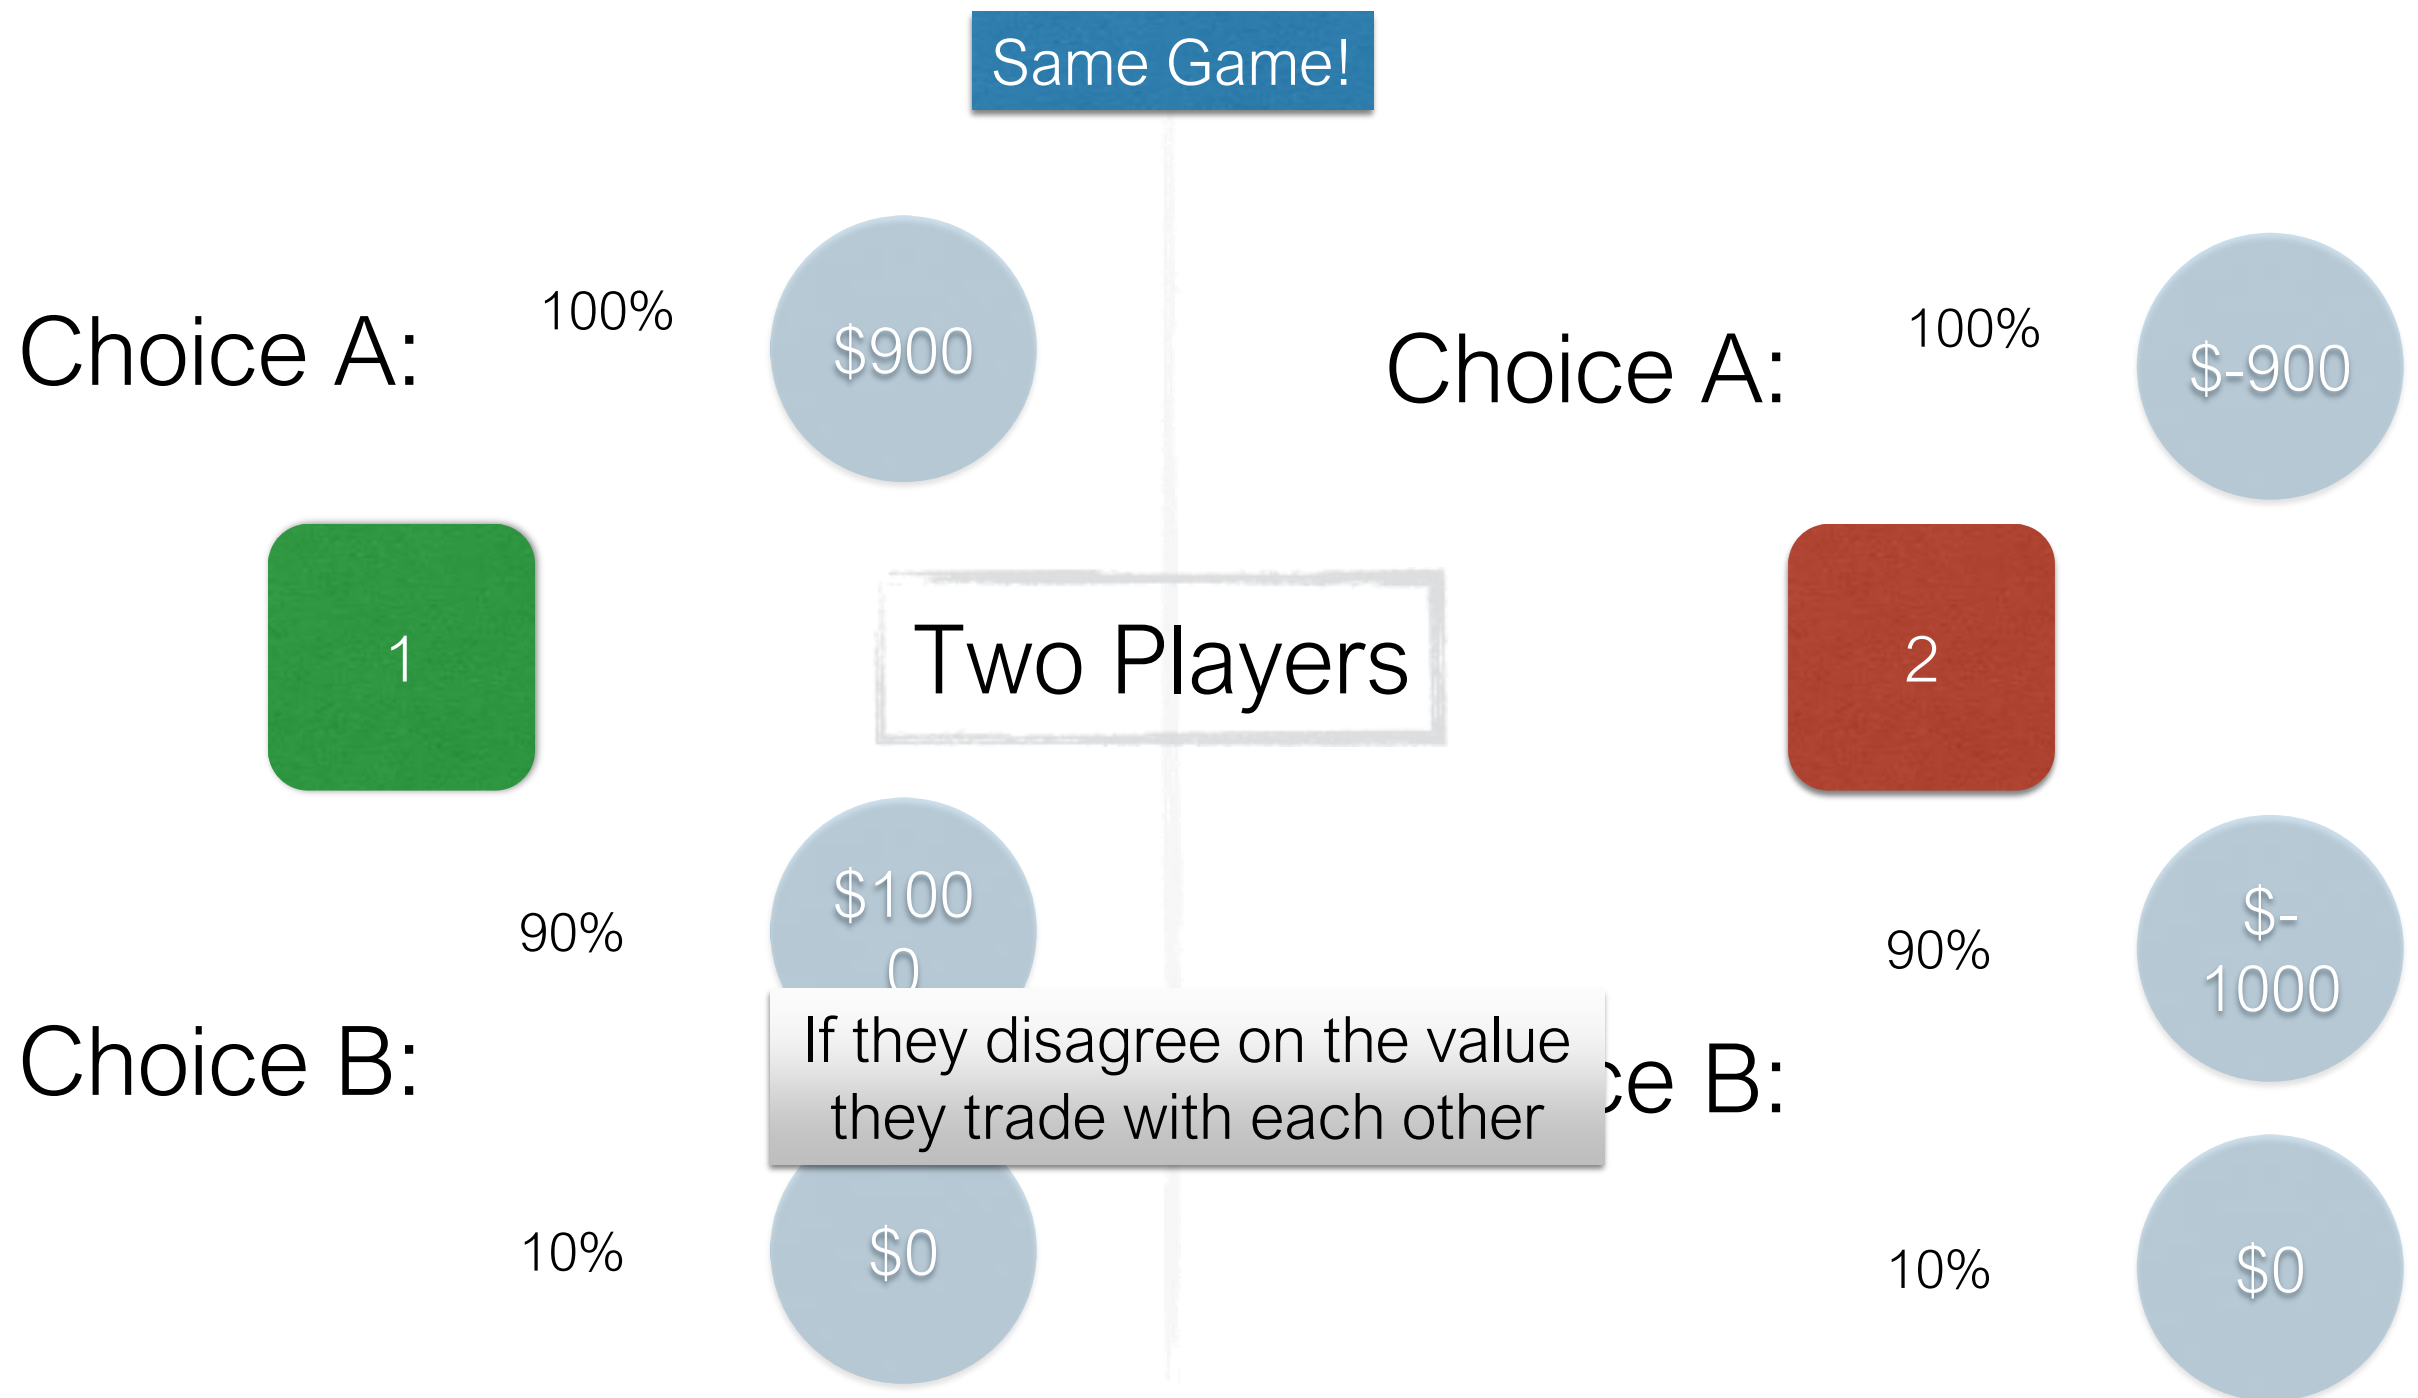 Same Game!
Choice A:
100%
$900
Choice A:
100%
$-900
1
Two Players
2
90%
$100
0
Choice B:
10%
$0
If they disagree on the value
they trade with each other
90%
$-
1000
ce B:
10%
$0